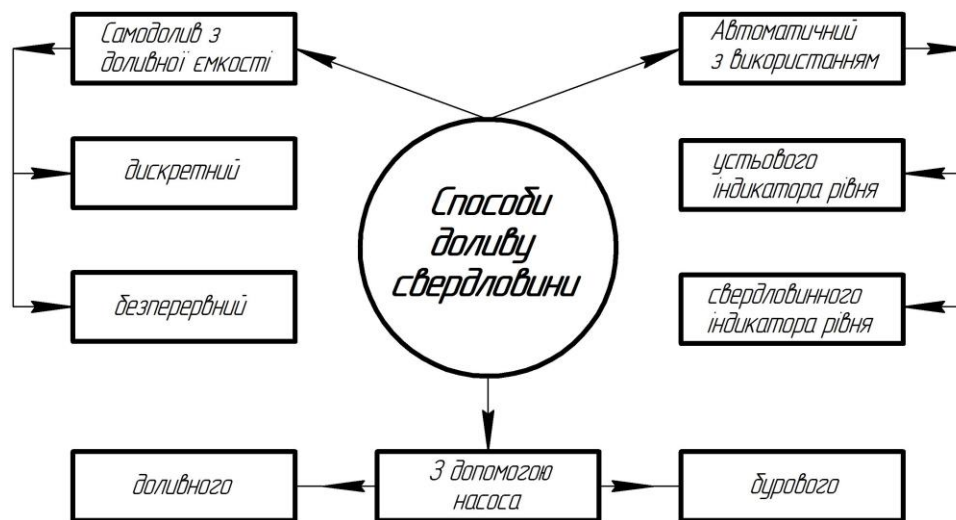 Самодолив з
доливної емкості
Автоматичний
з використанням
дискретний
устьового
індикатора рівня
Способи
доливу
свердловини
безперервний
свердловинного
індикатора рівня
доливного
З допомогою
насоса
бурового